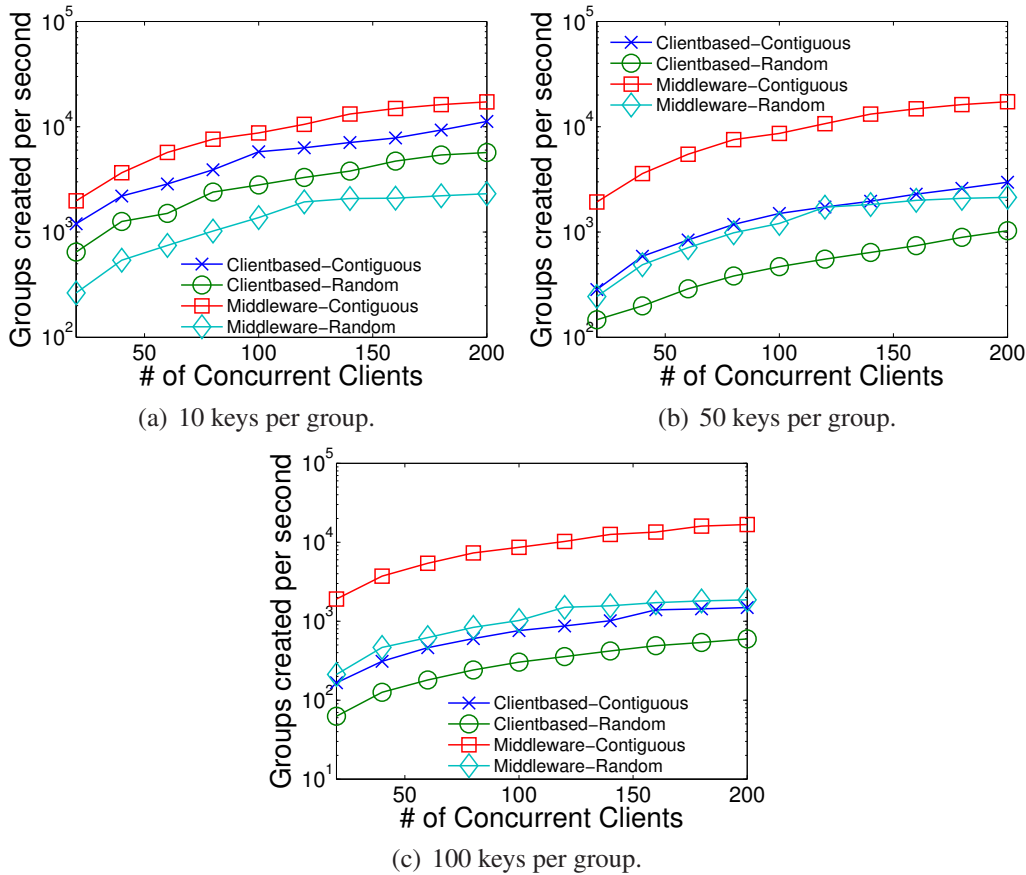 10^5
10^4
10^3
10^2
Groups created per second
Clientbased−Contiguous
Clientbased−Random
Middleware−Contiguous
Middleware−Random
50 100 150 200
# of Concurrent Clients
(a) 10 keys per group.
10^5
10^4
10^3
10^2
Groups created per second
Clientbased−Contiguous
Clientbased−Random
Middleware−Contiguous
Middleware−Random
50 100 150 200
# of Concurrent Clients
(b) 50 keys per group.
10^5
10^4
10^3
10^2
10^1
Groups created per second
Clientbased−Contiguous
Clientbased−Random
Middleware−Contiguous
Middleware−Random
50 100 150 200
# of Concurrent Clients
(c) 100 keys per group.